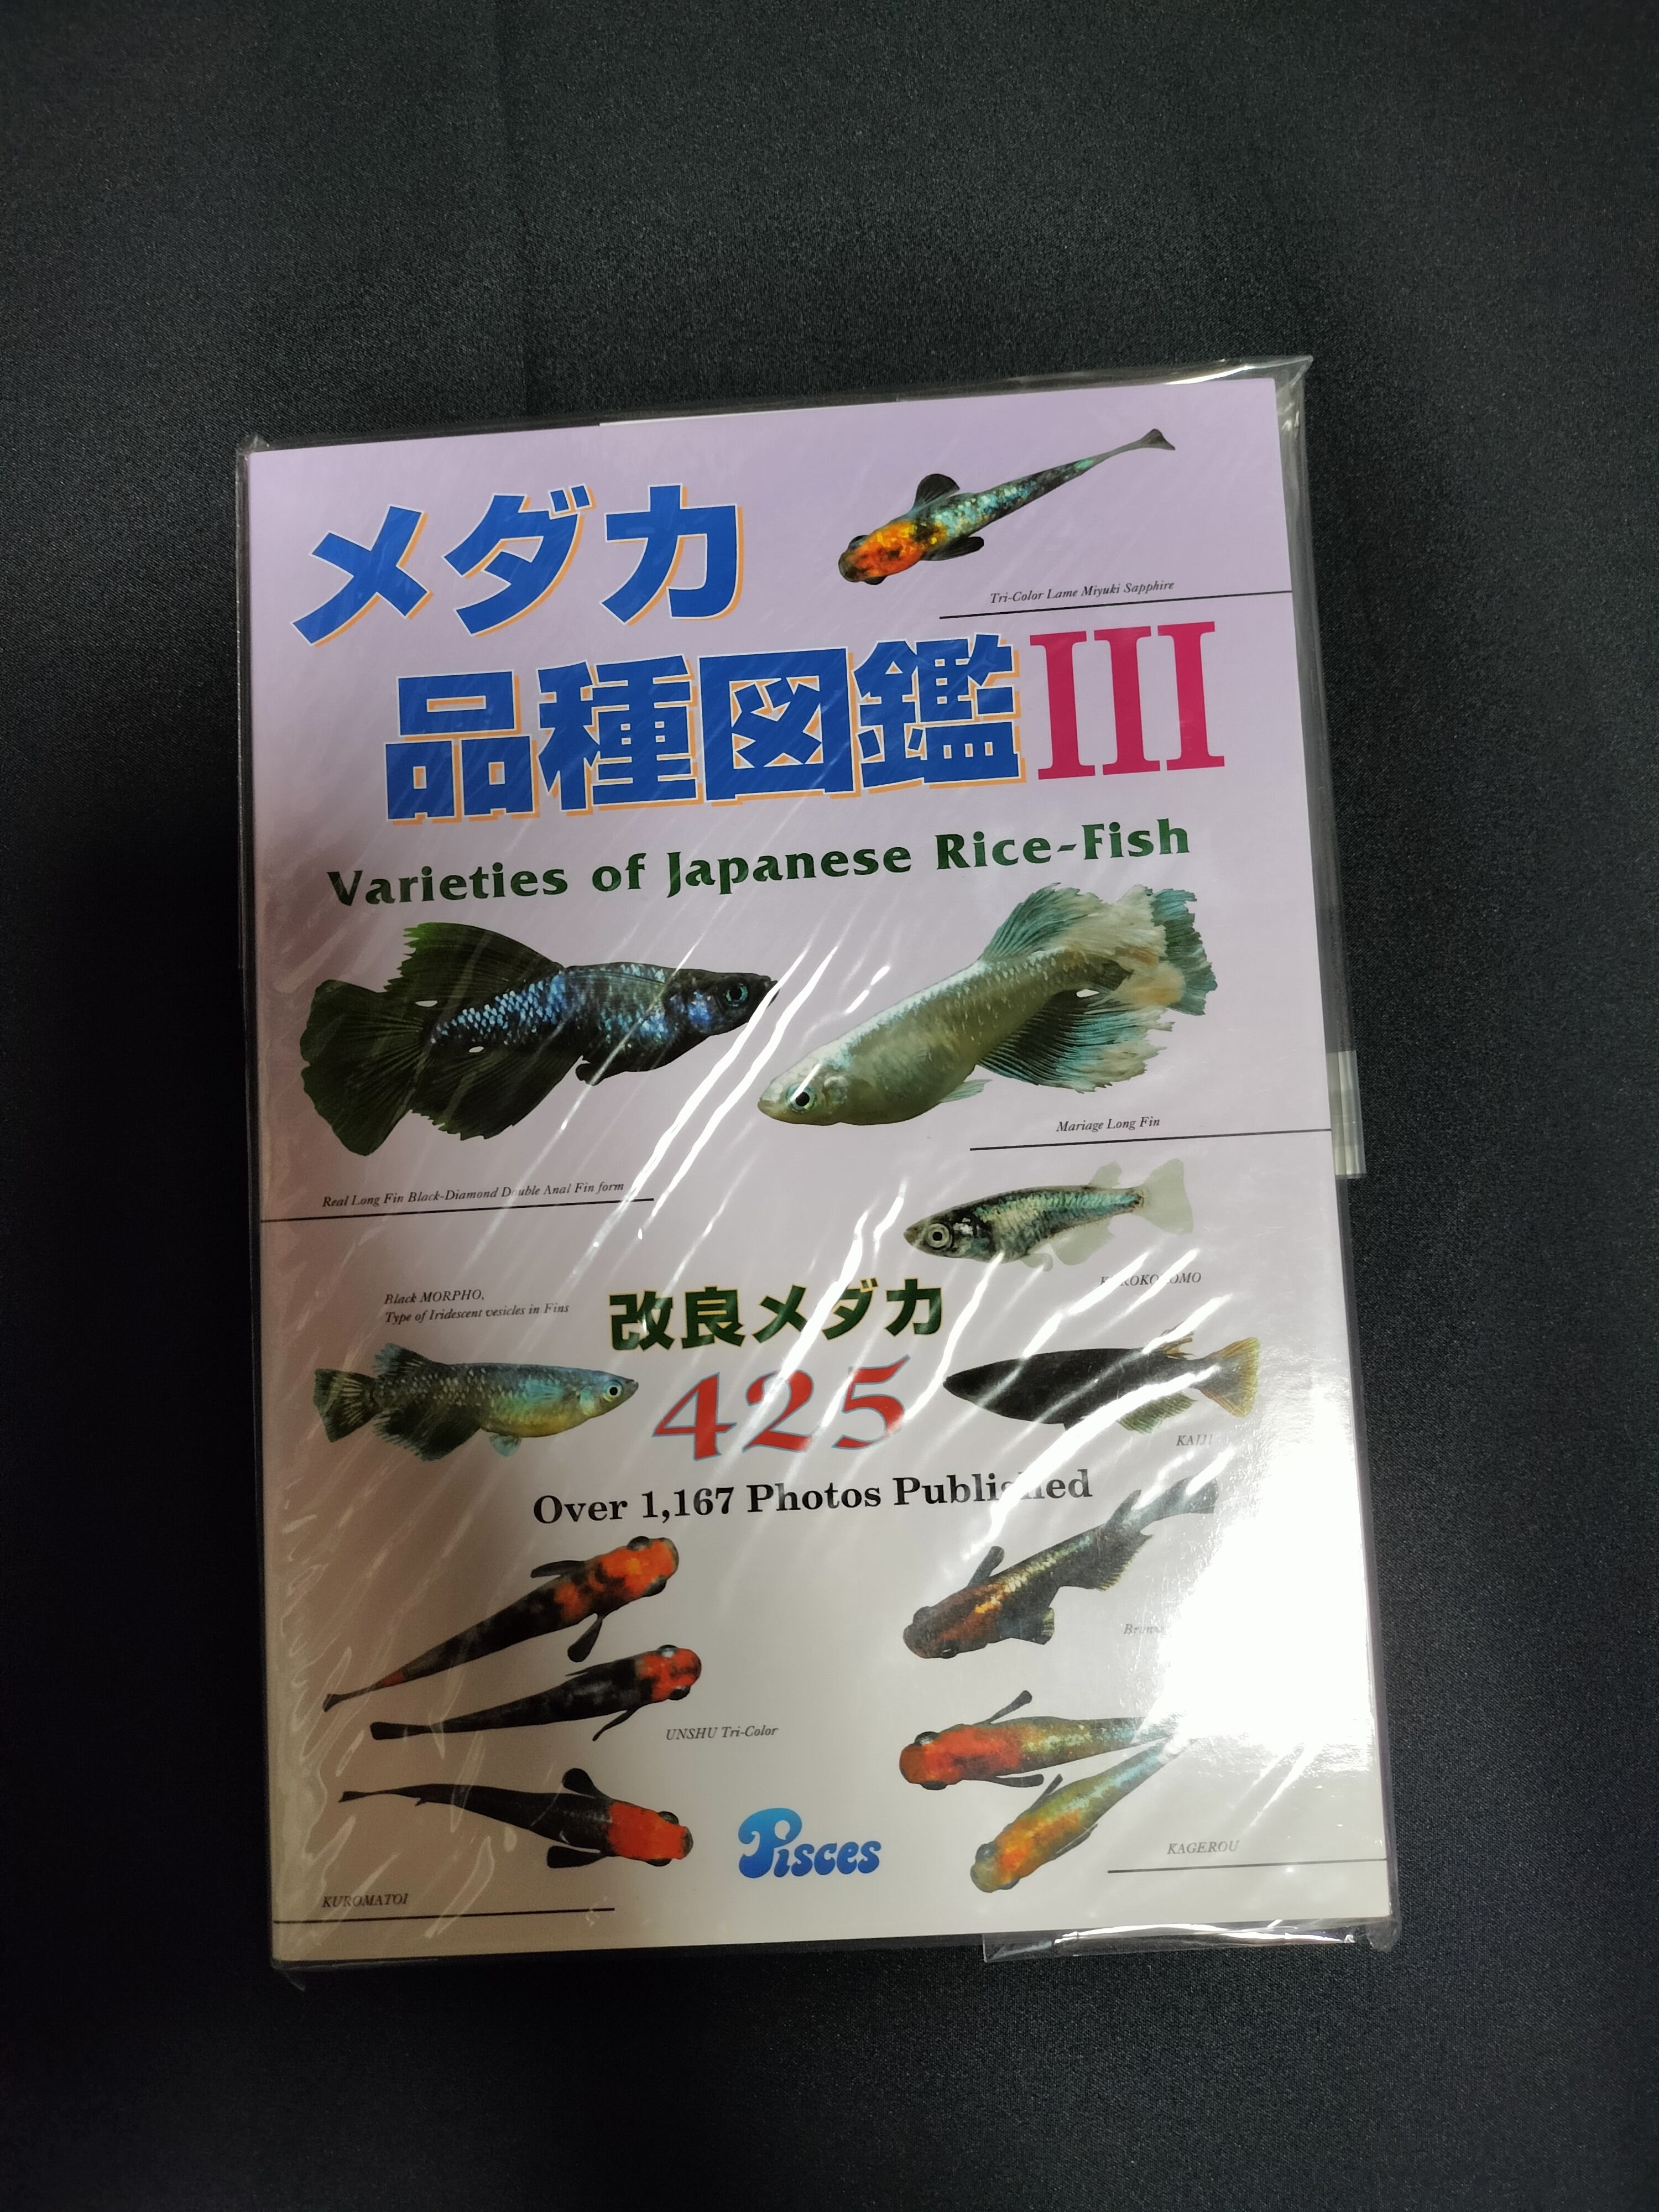 メダカ
Tri-Color Lame Miyuki Sapphire
品種図鑑III
Varieties of Japanese Rice-Fish
Mariage Long Fin
Real Long Fin Black-Diamond Double Anal Fin form
Black MORPHO,
Type of Iridescent vesicles in Fins
改良メダカ
425
KAIJI
Over 1,167 Photos Published
UNSHU Tri-Color
Pisces
KAGEROU
KUROMATOI